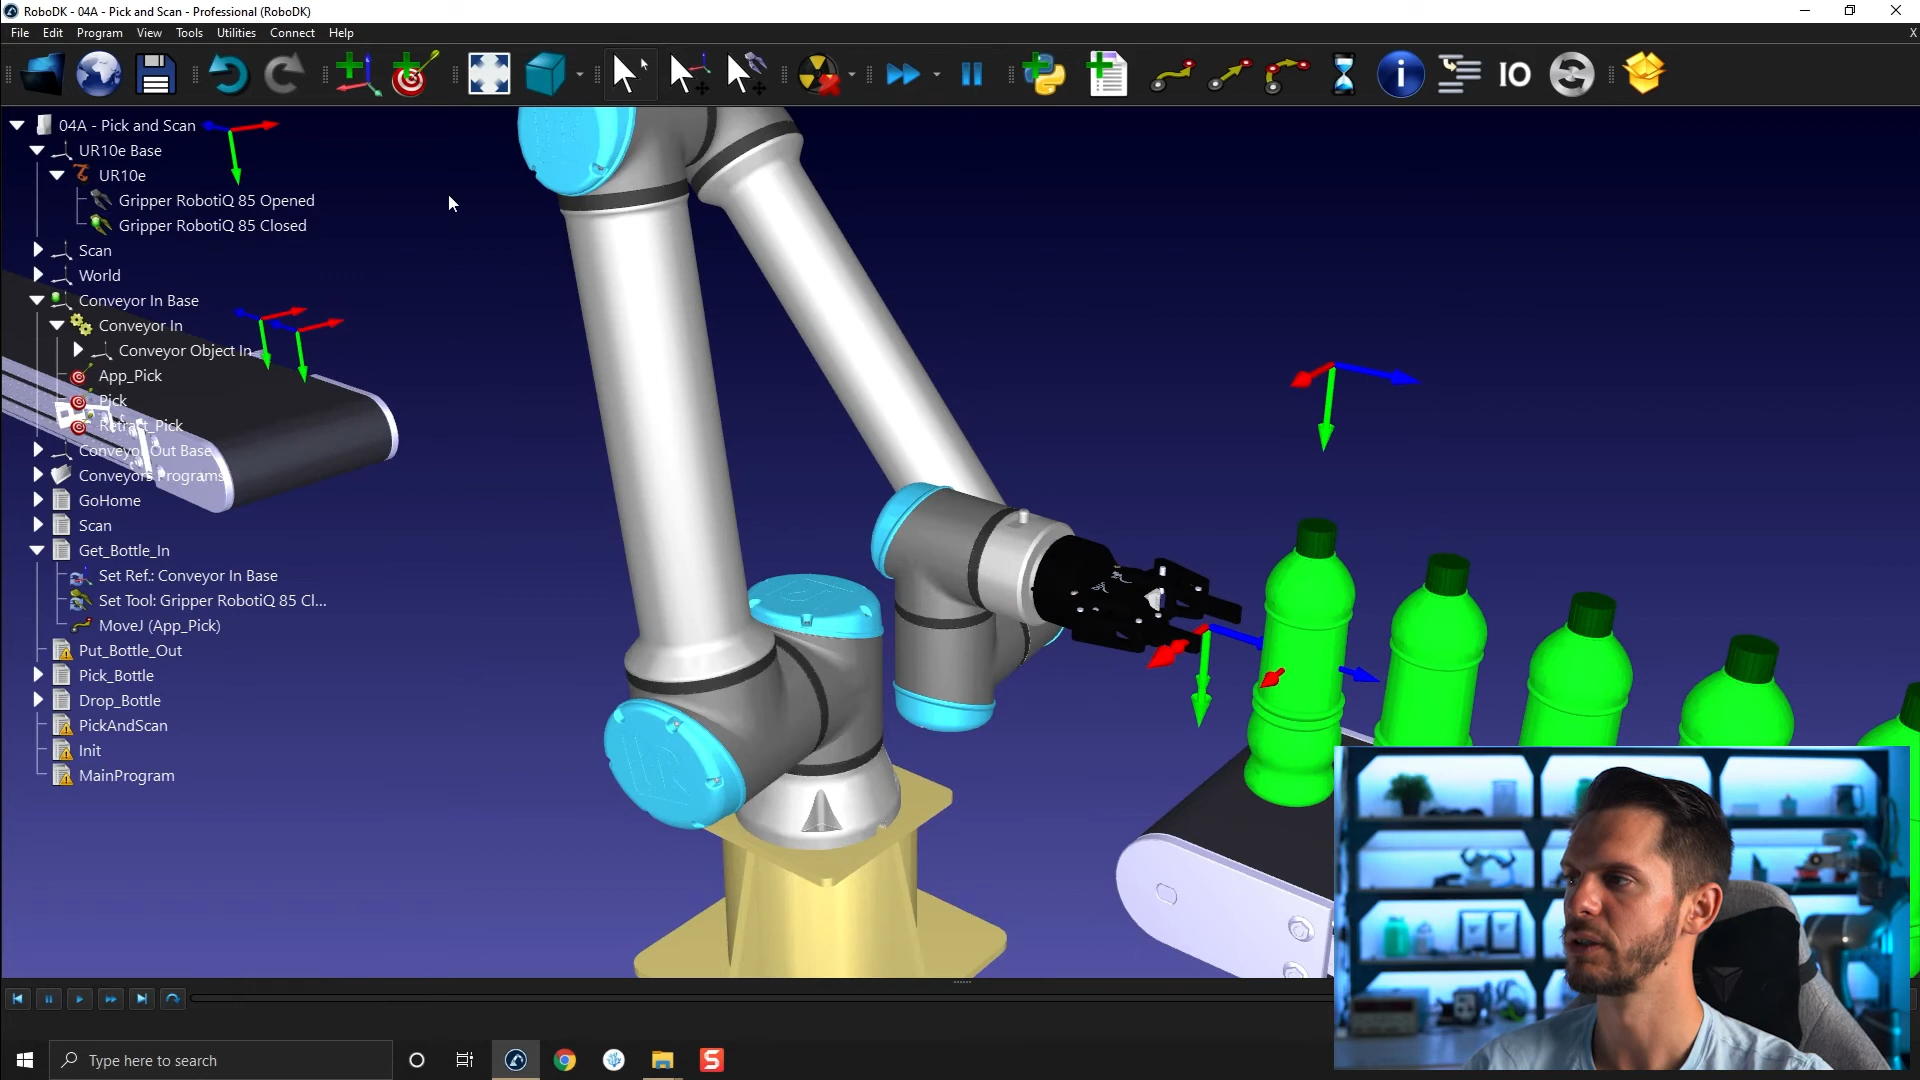 RoboDK - 04A - Pick and Scan - Professional (RoboDK)
File Edit Program View Tools Utilities Connect Help
X
IO
04A - Pick and Scan
UR10e Base
UR10e
Gripper RobotiQ 85 Opened
Gripper RobotiQ 85 Closed
Scan
World
Conveyor In Base
Conveyor In
Conveyor Object In
App_Pick
Pick
Retract_Pick
Conveyor Out Base
Conveyors Programs
GoHome
Scan
Get_Bottle_In
Set Ref.: Conveyor In Base
Set Tool: Gripper RobotiQ 85 Cl...
MoveJ (App_Pick)
Put_Bottle_Out
Pick_Bottle
Drop_Bottle
PickAndScan
Init
MainProgram
Type here to search
S